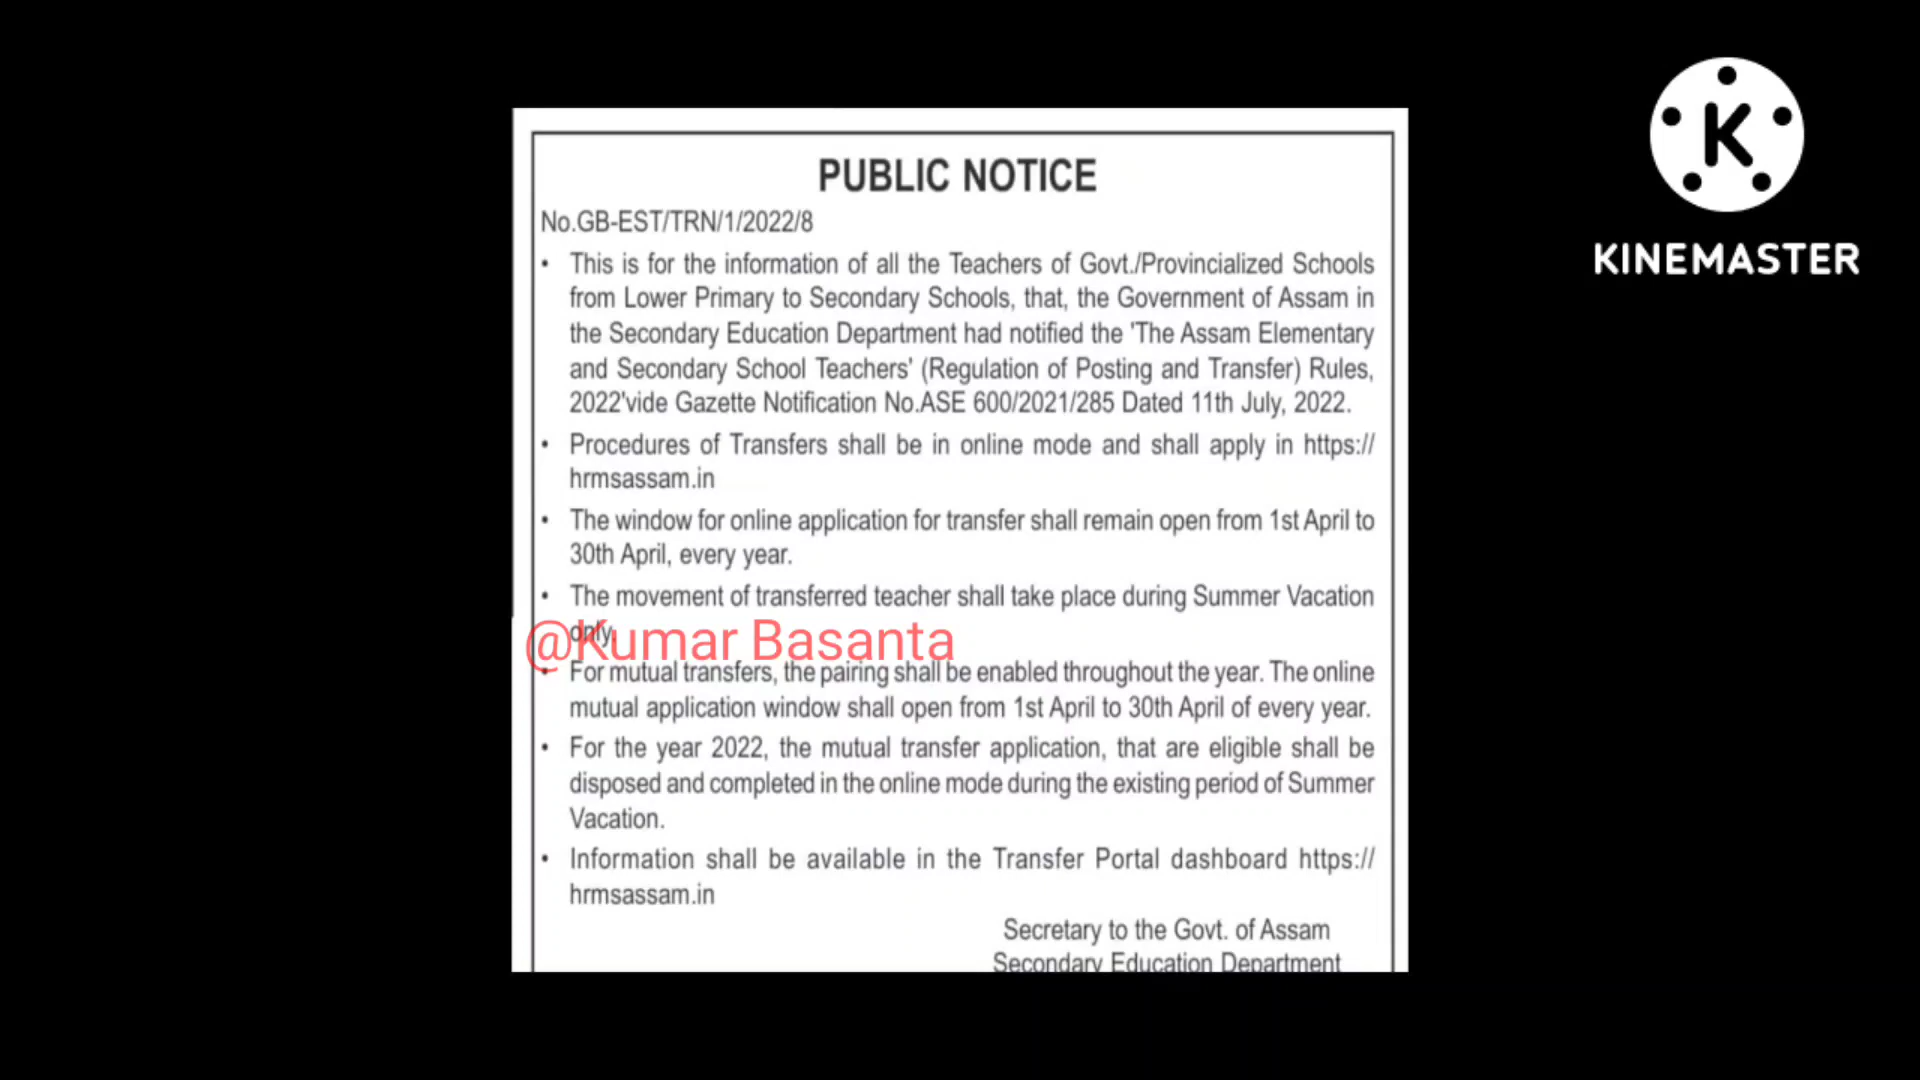 PUBLIC NOTICE
No.GB-EST/TRN/1/2022/8
• This is for the information of all the Teachers of Govt./Provincialized Schools
from Lower Primary to Secondary Schools, that, the Government of Assam in
the Secondary Education Department had notified the 'The Assam Elementary
and Secondary School Teachers' (Regulation of Posting and Transfer) Rules,
2022'vide Gazette Notification No.ASE 600/2021/285 Dated 11th July, 2022.
• Procedures of Transfers shall be in online mode and shall apply in https://
hrmsassam.in
• The window for online application for transfer shall remain open from 1st April to
30th April, every year.
• The movement of transferred teacher shall take place during Summer Vacation
only.
@Kumar Basanta
• For mutual transfers, the pairing shall be enabled throughout the year. The online
mutual application window shall open from 1st April to 30th April of every year.
• For the year 2022, the mutual transfer application, that are eligible shall be
disposed and completed in the online mode during the existing period of Summer
Vacation.
• Information shall be available in the Transfer Portal dashboard https://
hrmsassam.in
Secretary to the Govt. of Assam
Secondary Education Department
K
KINEMASTER